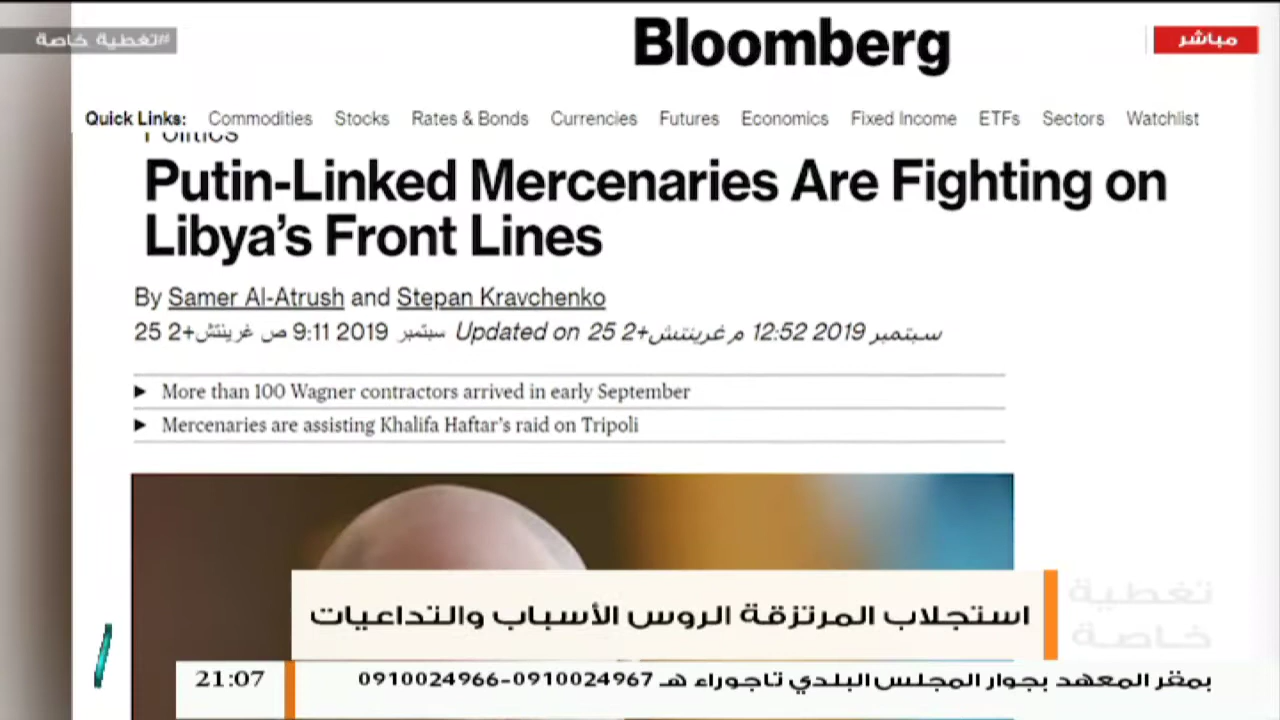 #تغطية خاصة
Bloomberg
مباشر
Quick Links: Commodities Stocks Rates & Bonds Currencies Futures Economics Fixed Income ETFs Sectors Watchlist
Politics
Putin-Linked Mercenaries Are Fighting on
Libya's Front Lines
By Samer Al-Atrush and Stepan Kravchenko
25 سبتمبر 2019 9:11 ص غرينتش+2 Updated on 25 سبتمبر 2019 12:52 م غرينتش+2
► More than 100 Wagner contractors arrived in early September
► Mercenaries are assisting Khalifa Haftar's raid on Tripoli
تغطية
خاصة
استجلاب المرتزقة الروس الأسباب والتداعيات
بمقر المعهد بجوار المجلس البلدي تاجوراء هـ 0910024967-0910024966
21:07